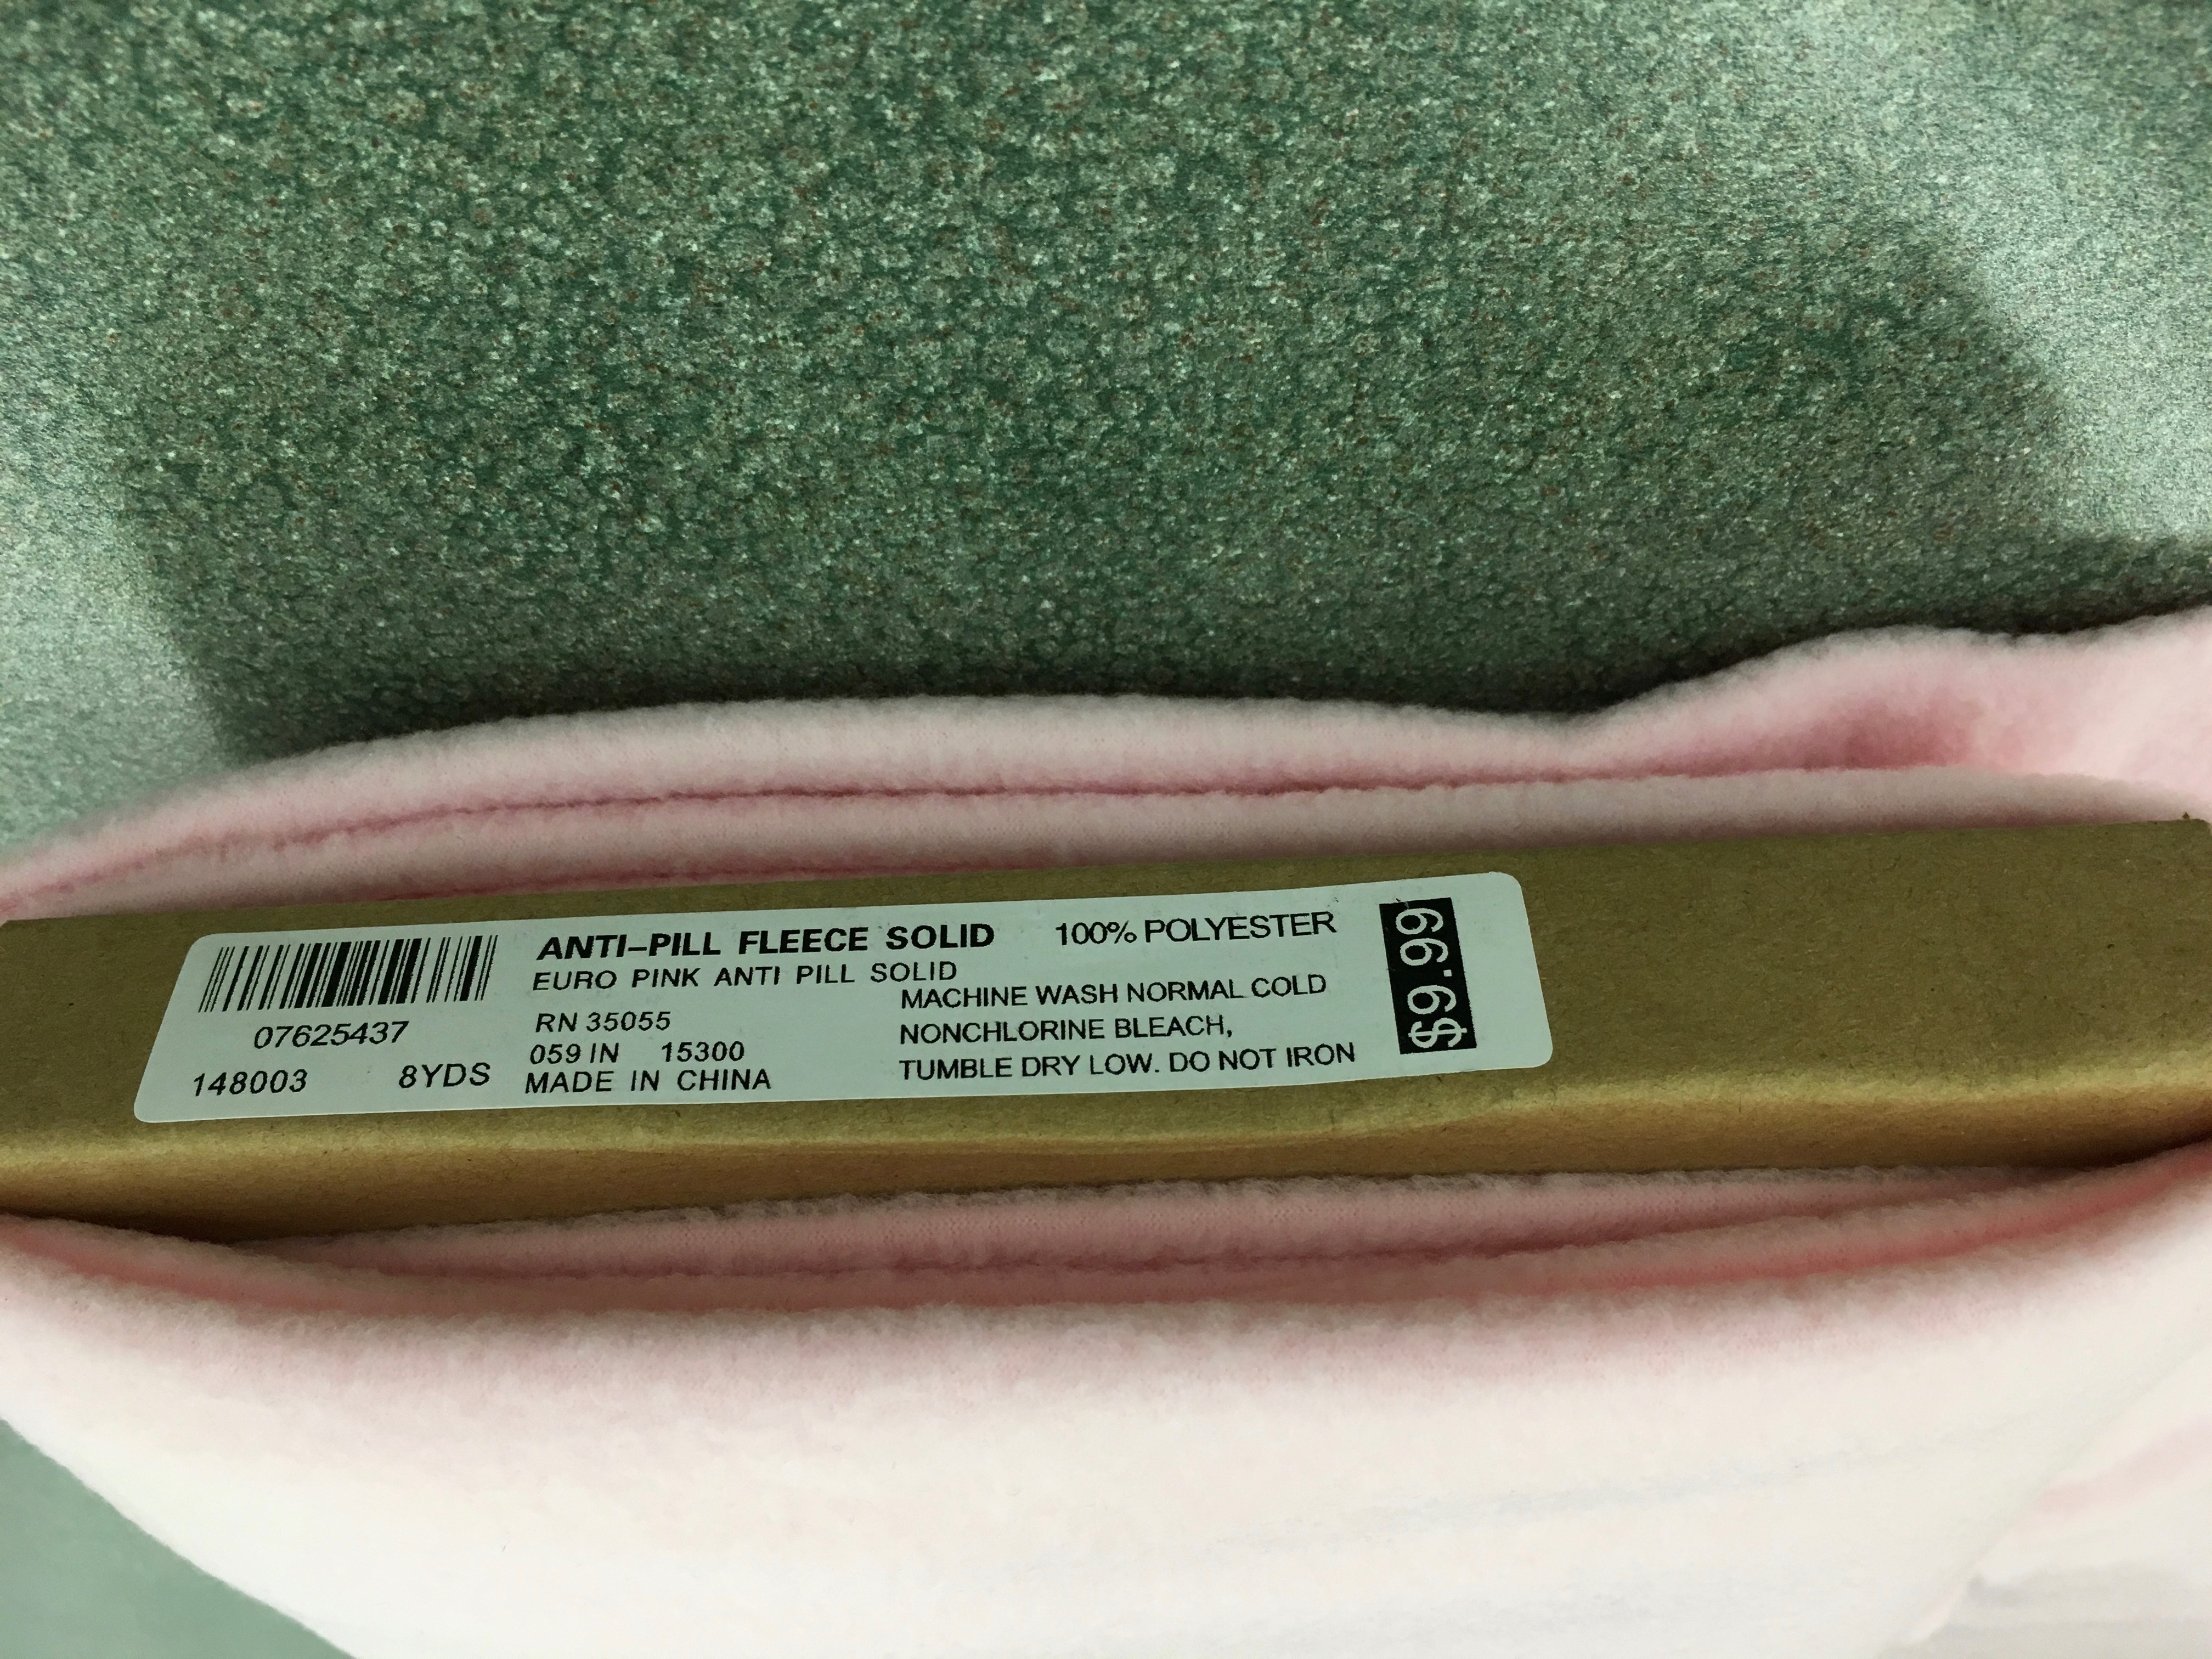 ANTI-PILL FLEECE SOLID 100% POLYESTER
EURO PINK ANTI PILL SOLID
MACHINE WASH NORMAL COLD
07625437 RN 35055 NONCHLORINE BLEACH,
059 IN 15300
148003 8YDS MADE IN CHINA TUMBLE DRY LOW. DO NOT IRON
$9.99